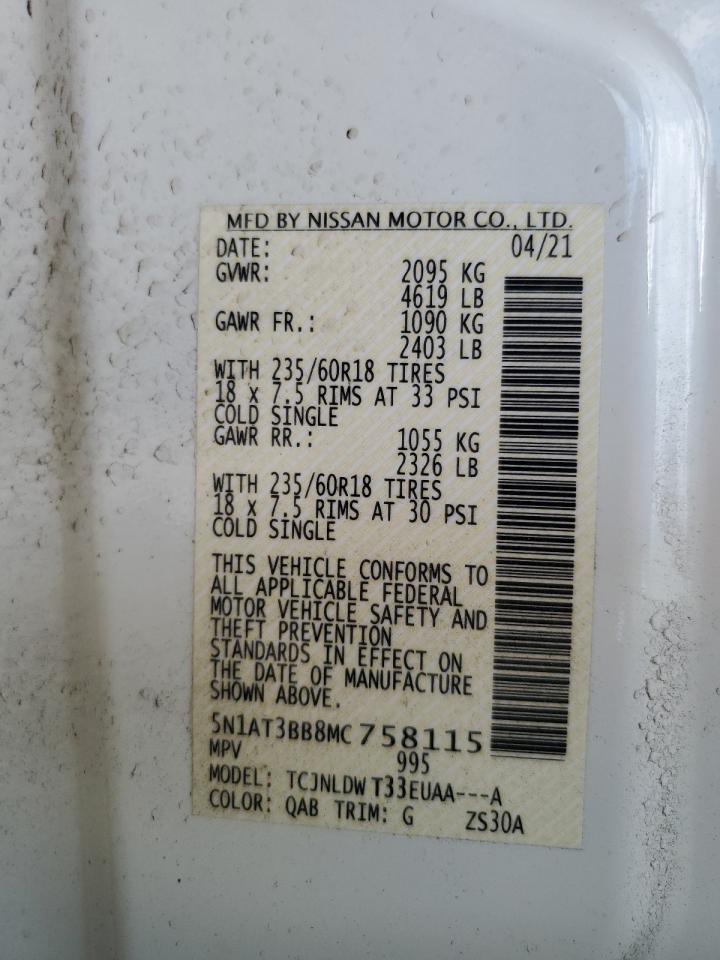 MFD BY NISSAN MOTOR CO., LTD.
DATE: 04/21
GVWR: 2095 KG
4619 LB
GAWR FR.: 1090 KG
2403 LB
WITH 235/60R18 TIRES
18 X 7.5 RIMS AT 33 PSI
COLD SINGLE
GAWR RR.: 1055 KG
2326 LB
WITH 235/60R18 TIRES
18 X 7.5 RIMS AT 30 PSI
COLD SINGLE
THIS VEHICLE CONFORMS TO
ALL APPLICABLE FEDERAL
MOTOR VEHICLE SAFETY AND
THEFT PREVENTION
STANDARDS IN EFFECT ON
THE DATE OF MANUFACTURE
SHOWN ABOVE.
5N1AT3BB8MC 758115
MPV 995
MODEL: TCJNLDW T33EUAA---A
COLOR: QAB TRIM: G ZS30A